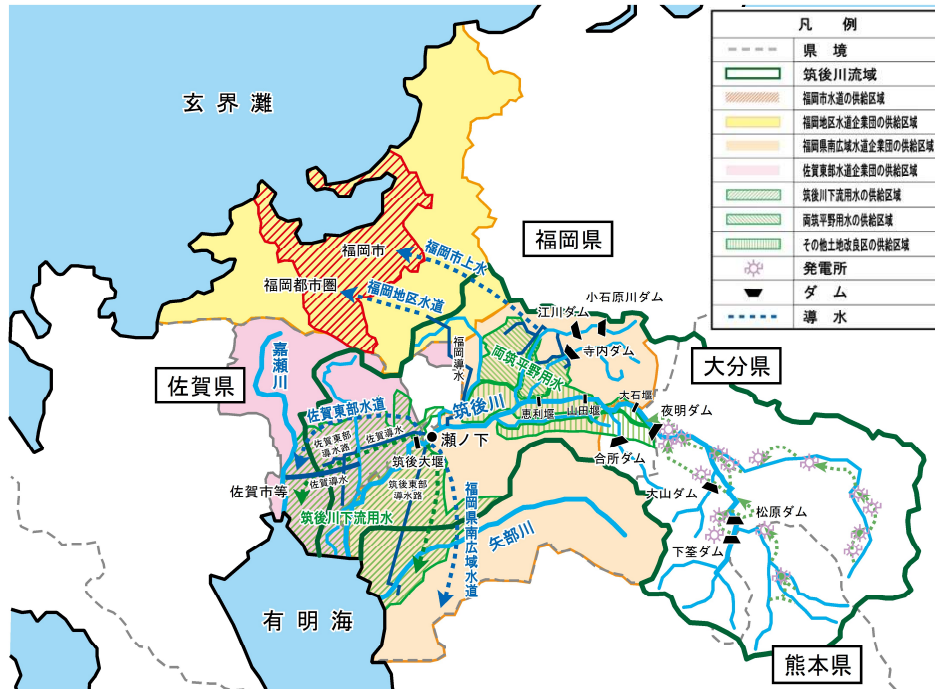 凡例
県境
筑後川流域
福岡市水道の供給区域
福岡地区水道企業団の供給区域
福岡県南広域水道企業団の供給区域
佐賀東部水道企業団の供給区域
筑後川下流用水の供給区域
両筑平野用水の供給区域
その他土地改良区の供給区域
発電所
ダム
導水
玄界灘
福岡県
福岡市
福岡市上水
福岡都市圏
福岡地区水道
小石原川ダム
江川ダム
寺内ダム
福岡導水
両筑平野用水
嘉瀬川
佐賀県
大分県
佐賀東部水道
筑後川
恵利堰
山田堰
大石堰
夜明ダム
佐賀東部
導水路
佐賀導水
瀬ノ下
筑後大堰
合所ダム
佐賀導水
佐賀市等
筑後東部
導水路
大山ダム
筑後川下流用水
福岡県南広域水道
松原ダム
矢部川
下筌ダム
有明海
熊本県